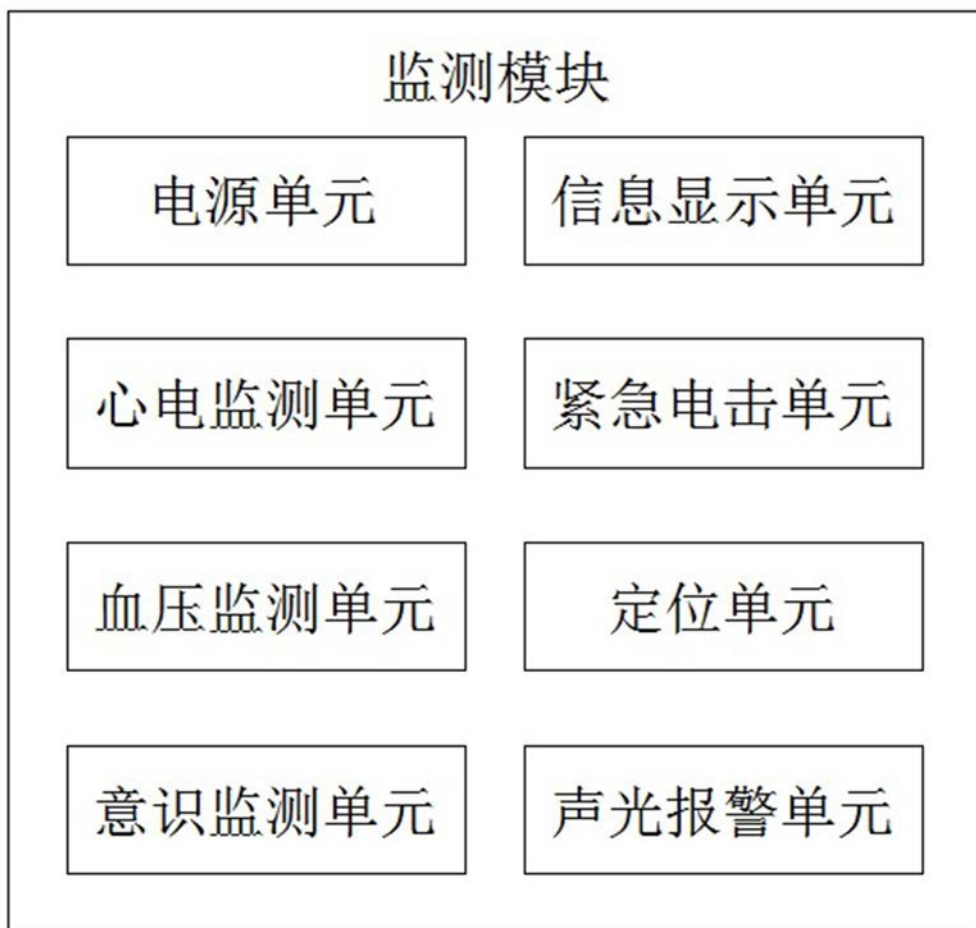 监测模块
电源单元
信息显示单元
心电监测单元
紧急电击单元
血压监测单元
定位单元
意识监测单元
声光报警单元